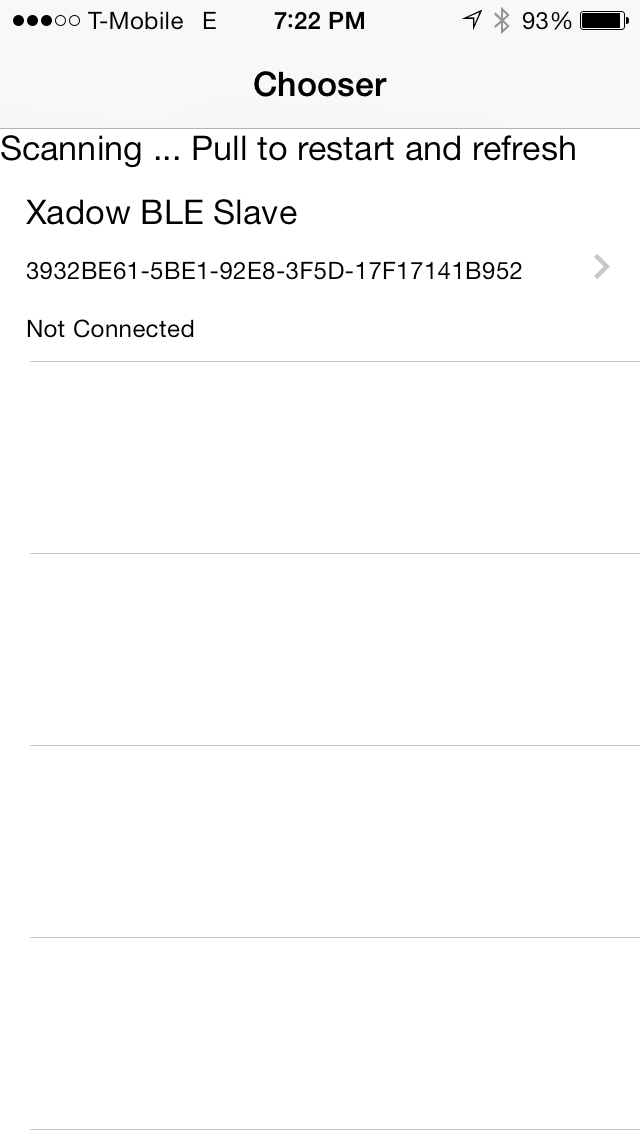 T-Mobile E 7:22 PM 93%
Chooser
Scanning ... Pull to restart and refresh
Xadow BLE Slave
3932BE61-5BE1-92E8-3F5D-17F17141B952
Not Connected